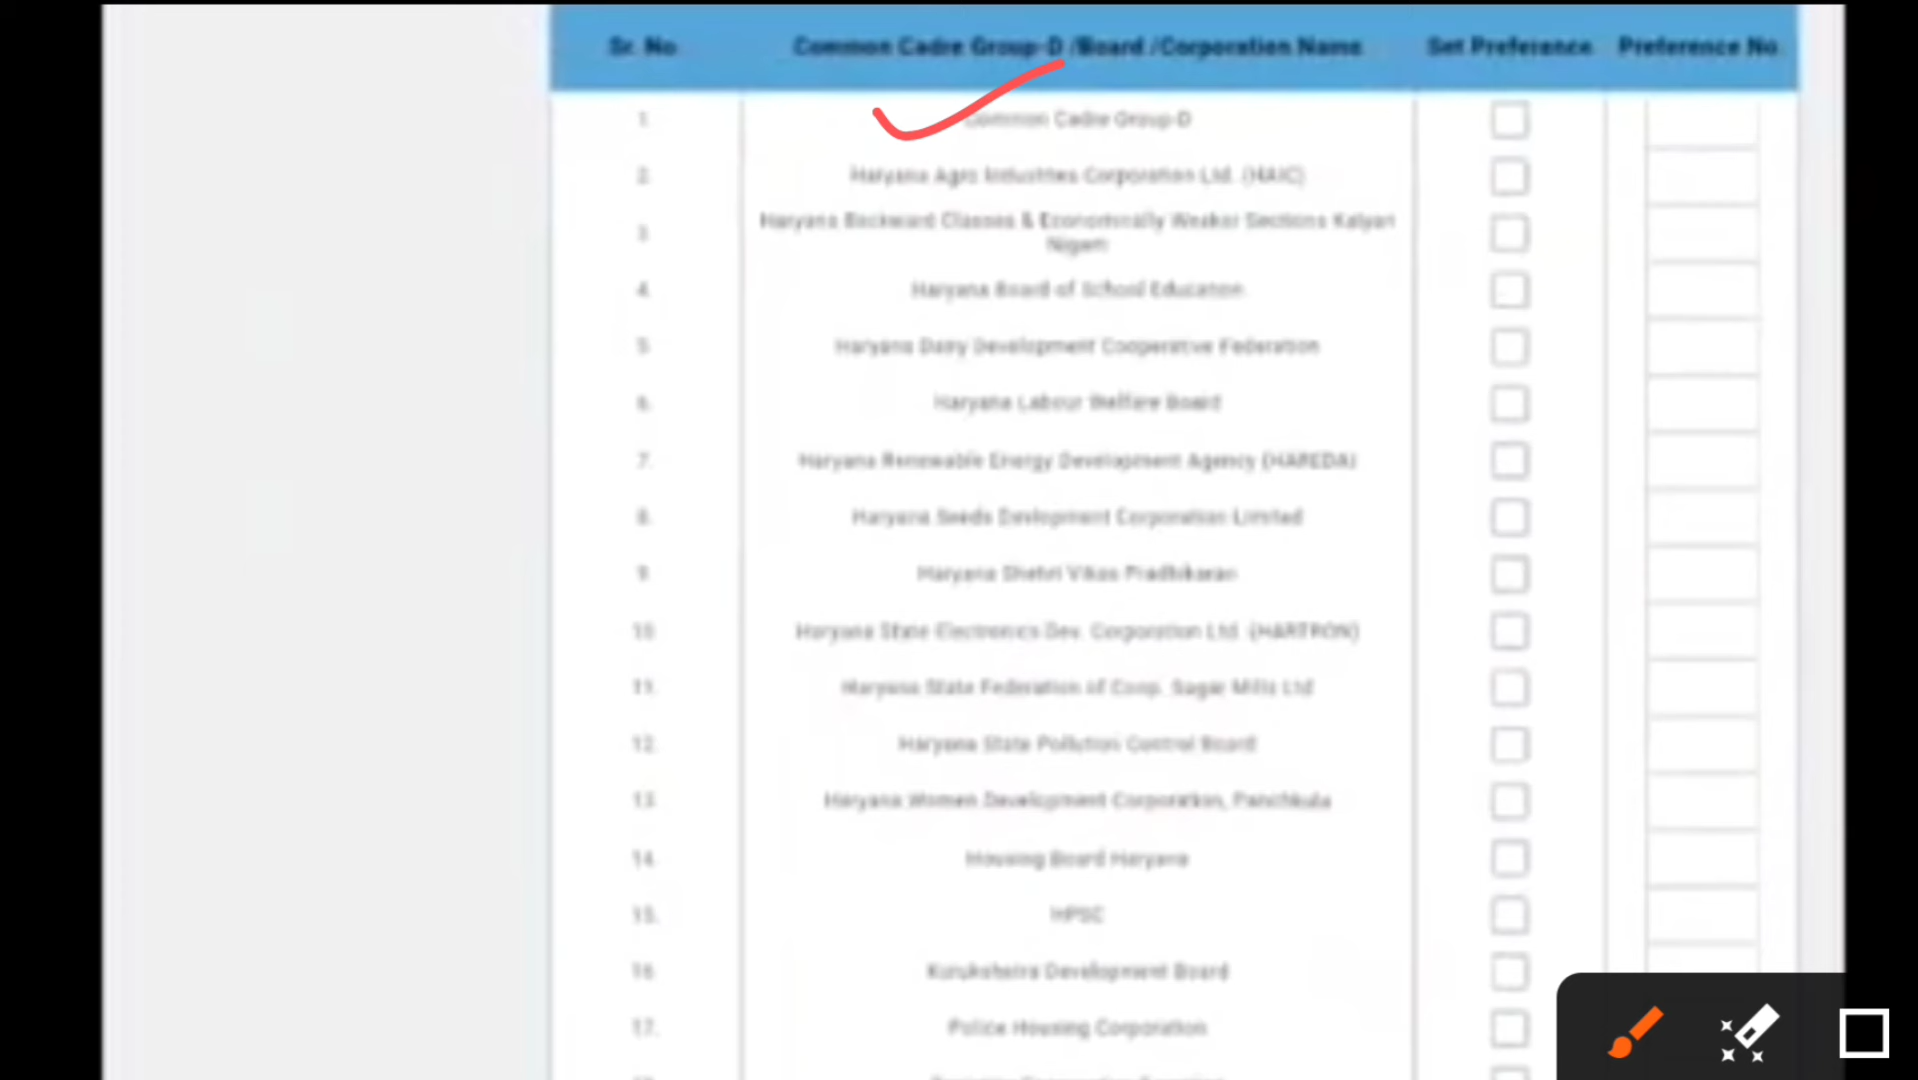 Sr. No. Common Cadre Group-D /Board /Corporation Name Set Preference Preference No.
1. Common Cadre Group-D
2. Haryana Agro Industries Corporation Ltd. (HAIC)
3. Haryana Backward Classes & Economically Weaker Sections Kalyan
Nigam
4. Haryana Board of School Education
5. Haryana Dairy Development Cooperative Federation
6. Haryana Labour Welfare Board
7. Haryana Renewable Energy Development Agency (HAREDA)
8. Haryana Seeds Devlopment Corporation Limited
9. Haryana Shehri Vikas Pradhikaran
10. Haryana State Electronics Dev. Corporation Ltd. (HARTRON)
11. Haryana State Federation of Coop. Sugar Mills Ltd
12. Haryana State Pollution Control Board
13. Haryana Women Development Corporation, Panchkula
14. Housing Board Haryana
15. HPSC
16. Kurukshetra Development Board
17. Police Housing Corporation